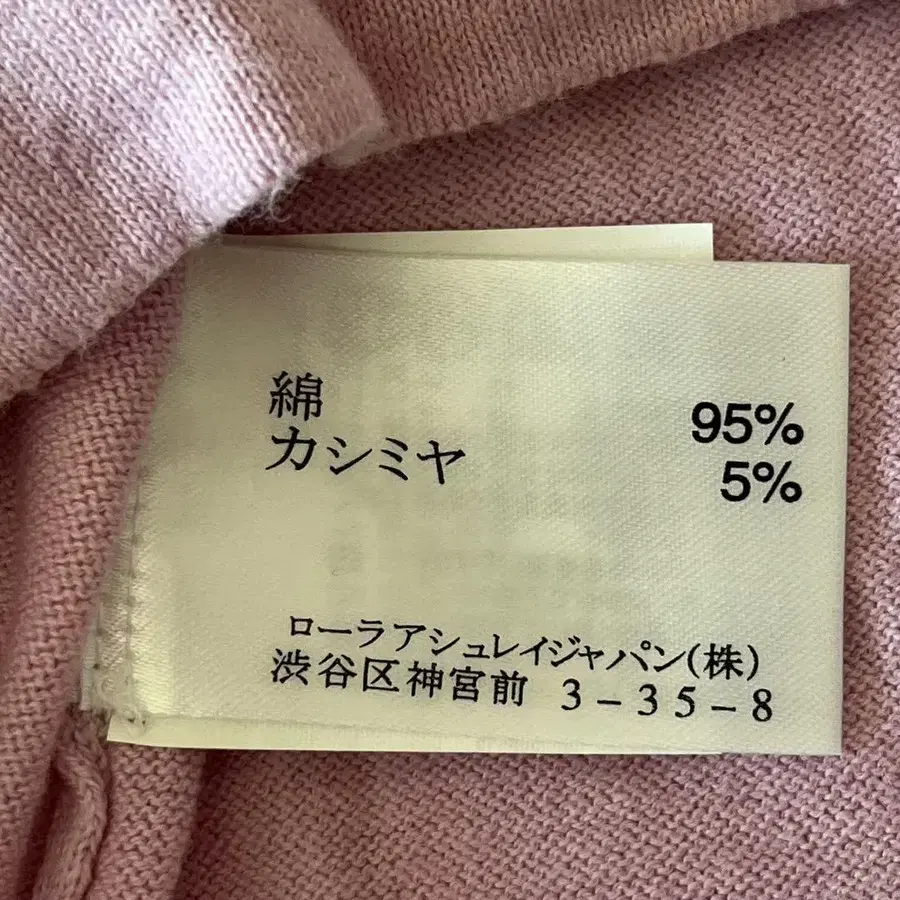 綿 95%
カシミヤ 5%
ローラアシュレイジャパン(株)
渋谷区神宮前 3-35-8